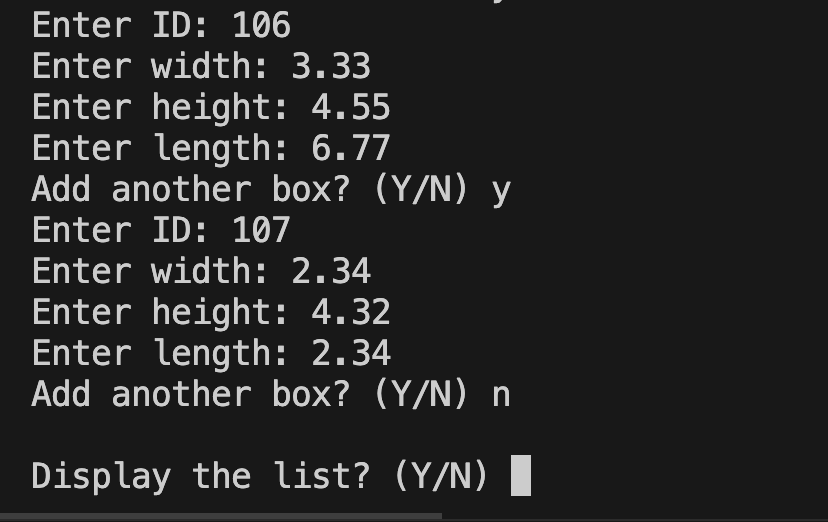 Enter ID: 106
Enter width: 3.33
Enter height: 4.55
Enter length: 6.77
Add another box? (Y/N) y
Enter ID: 107
Enter width: 2.34
Enter height: 4.32
Enter length: 2.34
Add another box? (Y/N) n
Display the list? (Y/N)